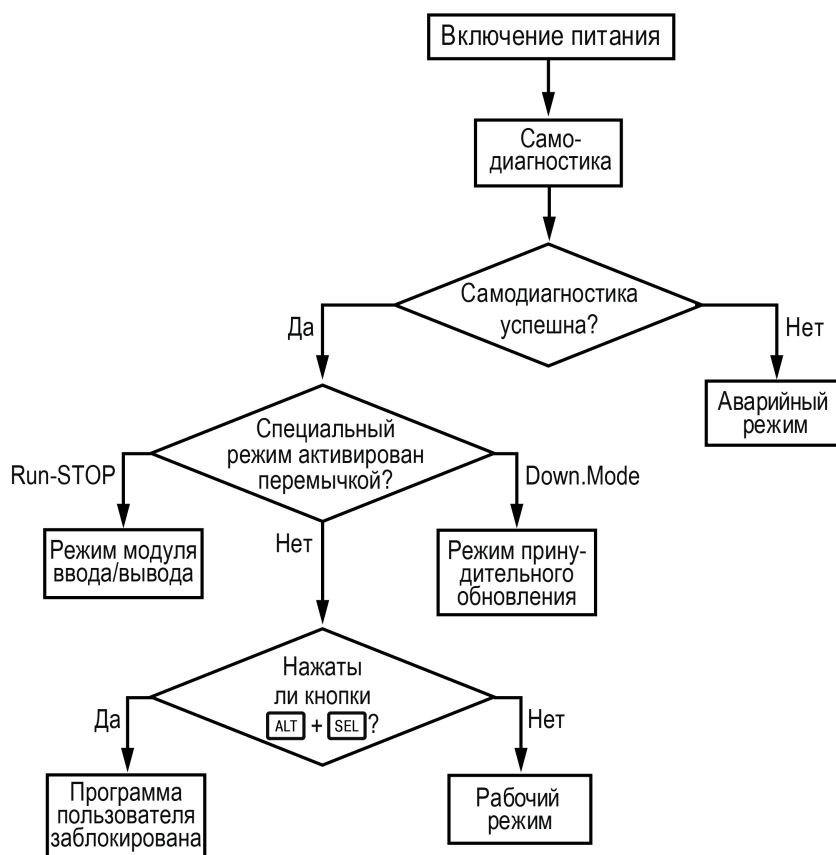 Включение питания
Само-
диагностика
Самодиагностика
успешна?
Да
Нет
Аварийный
режим
Специальный
режим активирован
перемычкой?
Run-STOP
Down.Mode
Режим модуля
ввода/вывода
Нет
Режим прину-
дительного
обновления
Нажаты
ли кнопки
ALT + SEL ?
Да
Нет
Программа
пользователя
заблокирована
Рабочий
режим